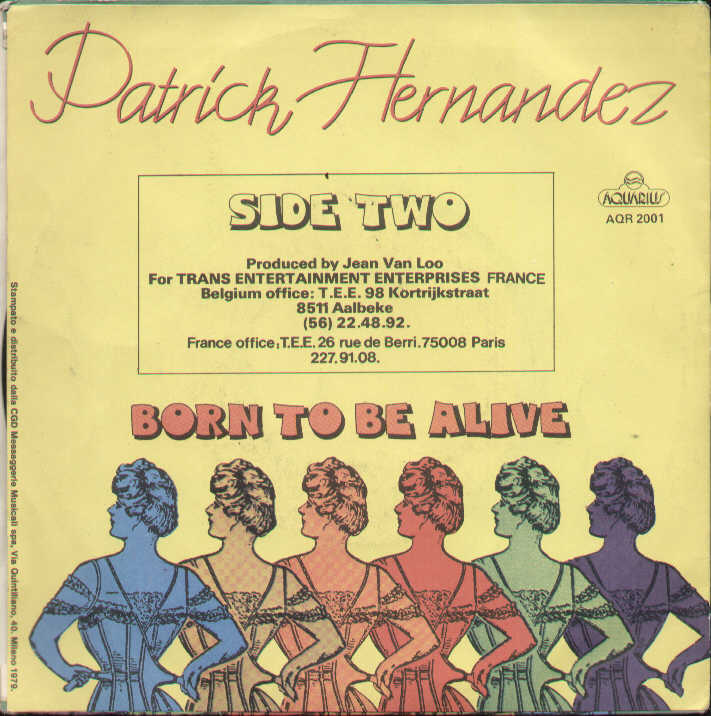 Patrick Hernandez
SIDE TWO
AQUARIUS
AQR 2001
Produced by Jean Van Loo
For TRANS ENTERTAINMENT ENTERPRISES FRANCE
Belgium office: T.E.E. 98 Kortrijkstraat
8511 Aalbeke
(56) 22.48.92.
France office: T.E.E. 26 rue de Berri. 75008 Paris
227.91.08.
BORN TO BE ALIVE
Stampato e distribuito dalla CGD Messaggerie Musicali spa, Via Quintiliano, 40, Milano 1979.